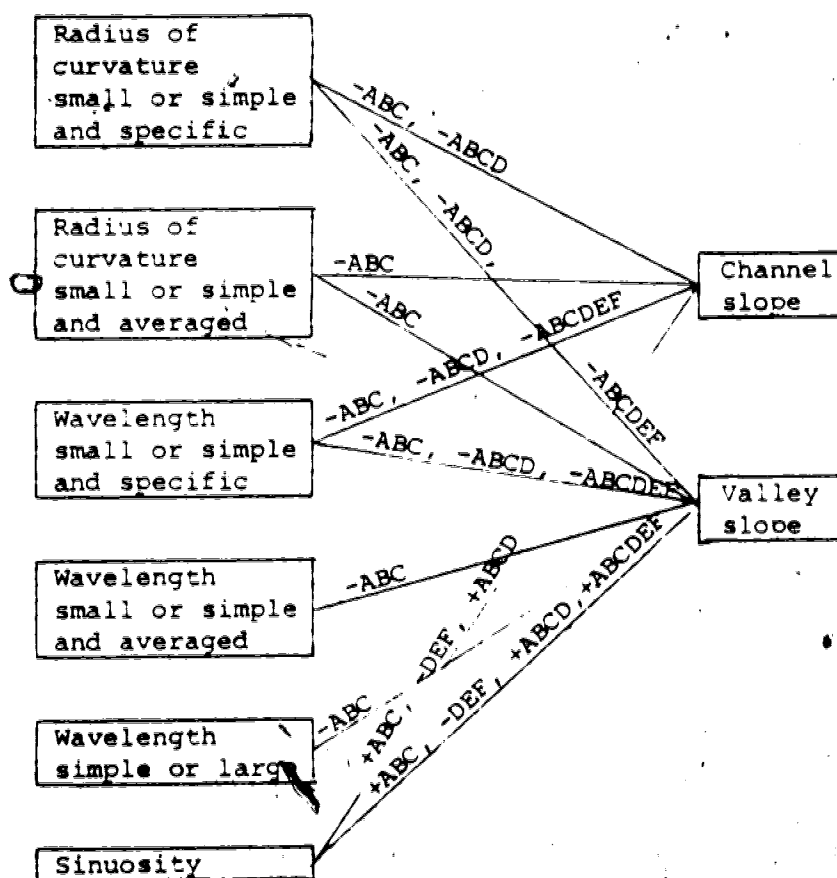 Radius of
curvature
small or simple
and specific
-ABC, -ABCD
-ABC, -ABCD, -ABCDEF
Radius of
curvature
small or simple
and averaged
-ABC
-ABC
Channel
slope
Wavelength
small or simple
and specific
-ABC, -ABCD, -ABCDEF
-ABC, -ABCD, -ABCDEF
Valley
slope
Wavelength
small or simple
and averaged
-ABC
Wavelength
simple or large
-ABC
+ABC, -DEF, +ABCD
+ABC, -DEF, +ABCD, +ABCDEF
Sinuosity